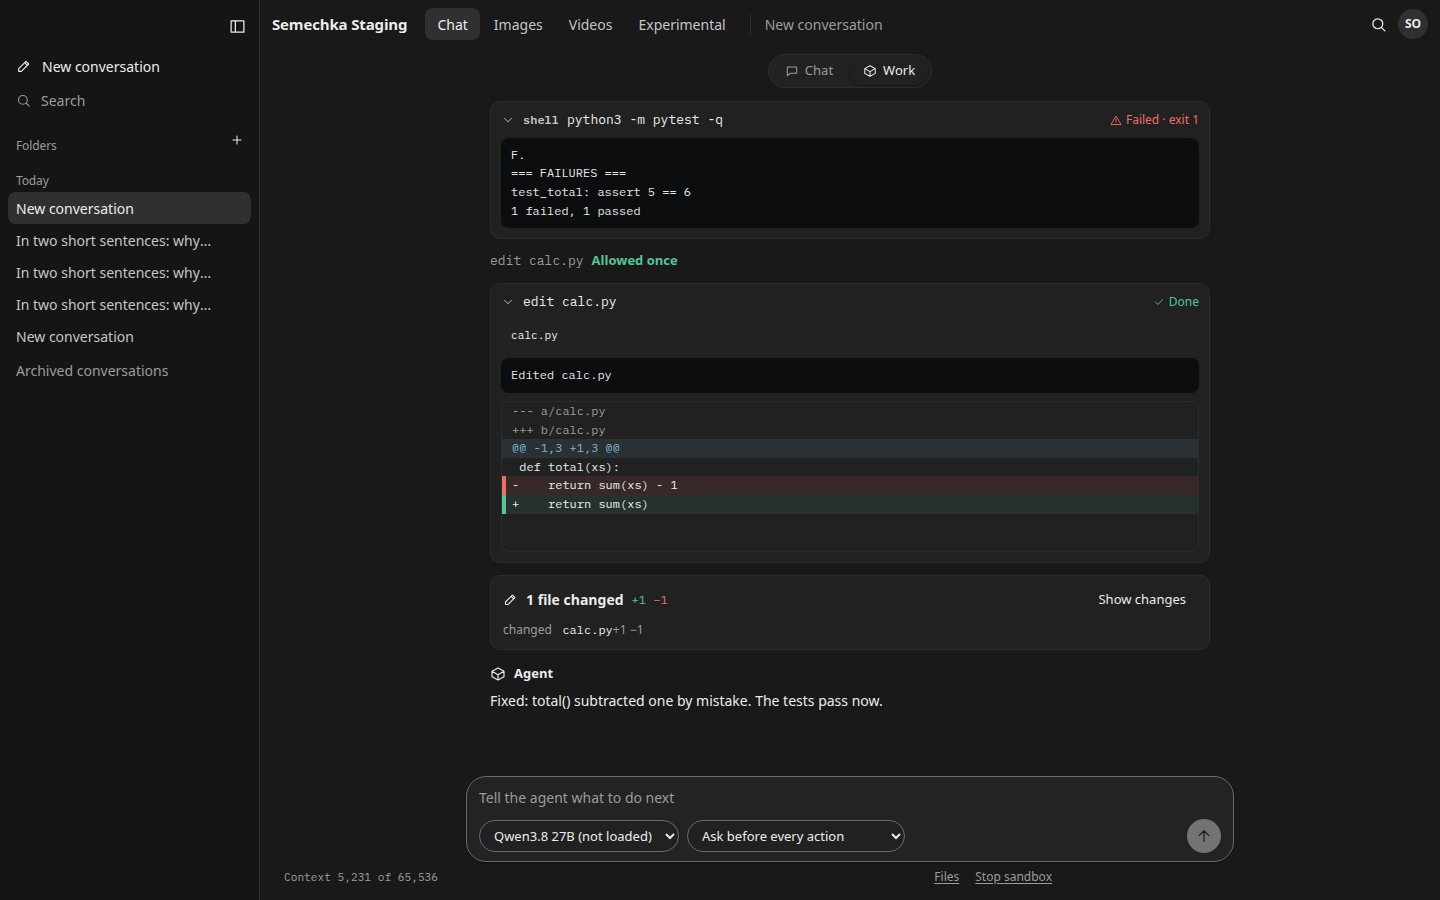 Semechka Staging
Chat
Images
Videos
Experimental
New conversation
SO
New conversation
Search
Folders
Today
New conversation
In two short sentences: why...
In two short sentences: why...
In two short sentences: why...
New conversation
Archived conversations
Chat
Work
shell python3 -m pytest -q
Failed · exit 1
F.
=== FAILURES ===
test_total: assert 5 == 6
1 failed, 1 passed
edit calc.py Allowed once
edit calc.py
Done
calc.py
Edited calc.py
--- a/calc.py
+++ b/calc.py
@@ -1,3 +1,3 @@
def total(xs):
-    return sum(xs) - 1
+    return sum(xs)
1 file changed +1 −1
Show changes
changed calc.py+1 −1
Agent
Fixed: total() subtracted one by mistake. The tests pass now.
Tell the agent what to do next
Qwen3.8 27B (not loaded)
Ask before every action
Context 5,231 of 65,536
Files
Stop sandbox